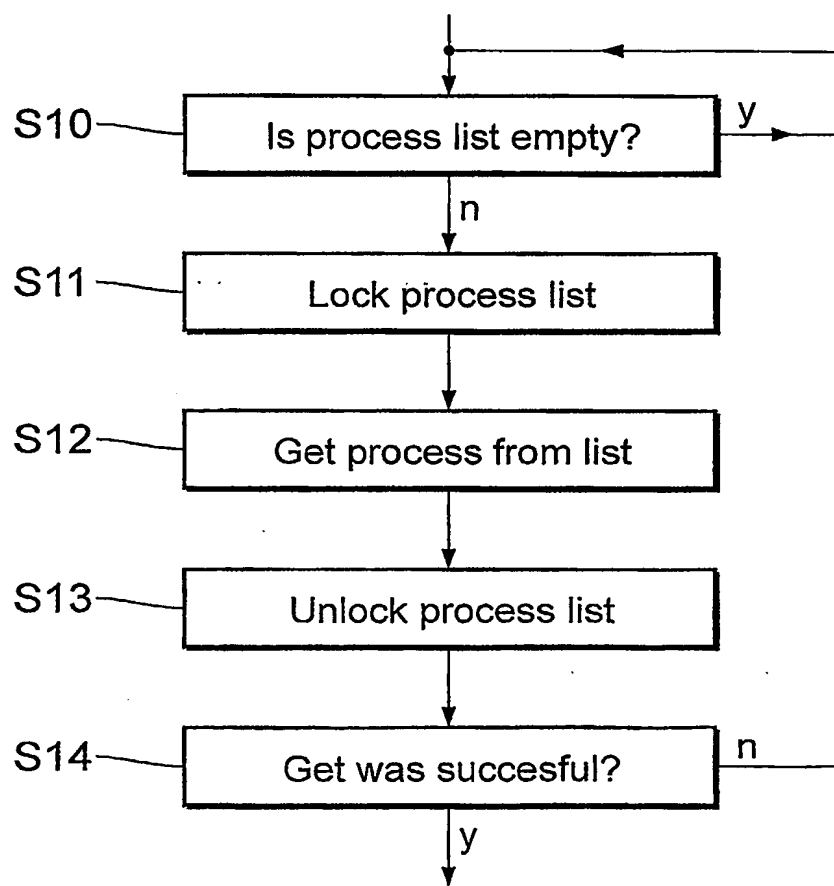 S10 Is process list empty? y
n
S11 Lock process list
S12 Get process from list
S13 Unlock process list
S14 Get was succesful? n
y